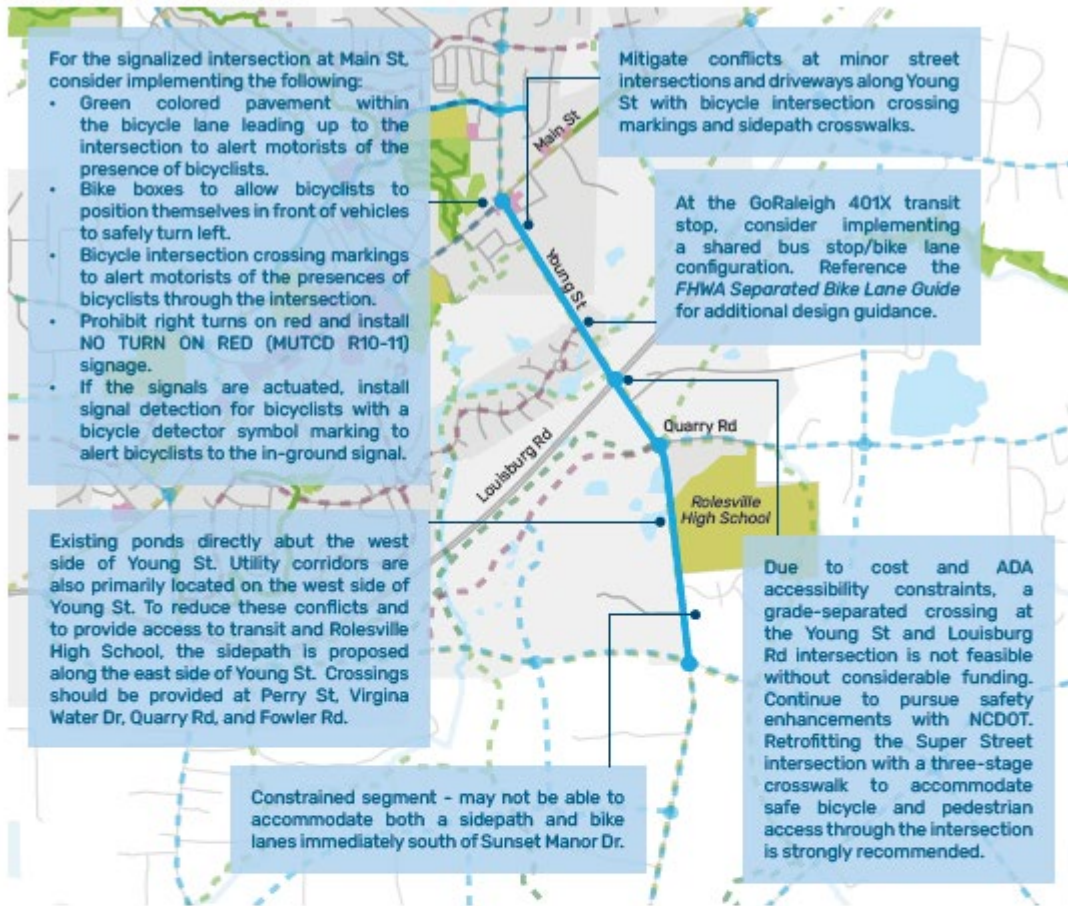 For the signalized intersection at Main St,
consider implementing the following:
• Green colored pavement within
the bicycle lane leading up to the
intersection to alert motorists of the
presence of bicyclists.
• Bike boxes to allow bicyclists to
position themselves in front of vehicles
to safely turn left.
• Bicycle intersection crossing markings
to alert motorists of the presences of
bicyclists through the intersection.
• Prohibit right turns on red and install
NO TURN ON RED (MUTCD R10-11)
signage.
• If the signals are actuated, install
signal detection for bicyclists with a
bicycle detector symbol marking to
alert bicyclists to the in-ground signal.
Mitigate conflicts at minor street
intersections and driveways along Young
St with bicycle intersection crossing
markings and sidepath crosswalks.
At the GoRaleigh 401X transit
stop, consider implementing
a shared bus stop/bike lane
configuration. Reference the
FHWA Separated Bike Lane Guide
for additional design guidance.
Main St
Young St
Quarry Rd
Louisburg Rd
Rolesville
High School
Existing ponds directly abut the west
side of Young St. Utility corridors are
also primarily located on the west side of
Young St. To reduce these conflicts and
to provide access to transit and Rolesville
High School, the sidepath is proposed
along the east side of Young St. Crossings
should be provided at Perry St, Virgina
Water Dr, Quarry Rd, and Fowler Rd.
Due to cost and ADA
accessibility constraints, a
grade-separated crossing at
the Young St and Louisburg
Rd intersection is not feasible
without considerable funding.
Continue to pursue safety
enhancements with NCDOT.
Retrofitting the Super Street
intersection with a three-stage
crosswalk to accommodate
safe bicycle and pedestrian
access through the intersection
is strongly recommended.
Constrained segment - may not be able to
accommodate both a sidepath and bike
lanes immediately south of Sunset Manor Dr.